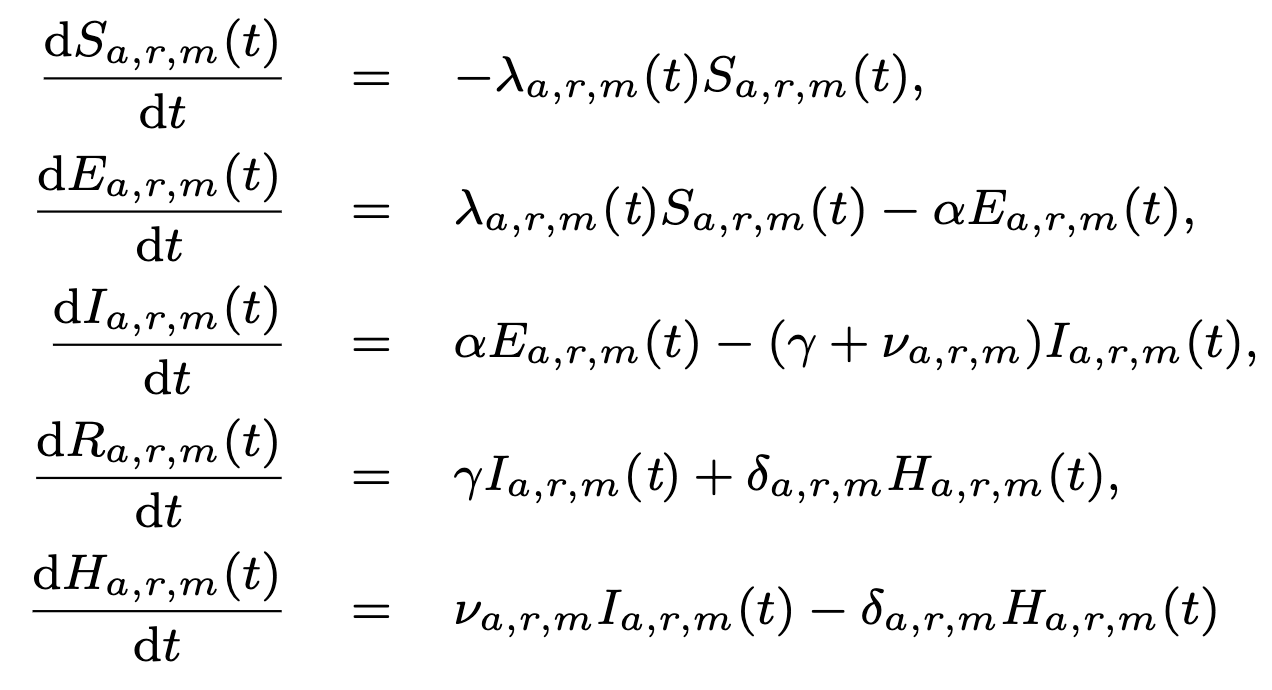 dS_{a,r,m}(t)/dt = −λ_{a,r,m}(t)S_{a,r,m}(t),
dE_{a,r,m}(t)/dt = λ_{a,r,m}(t)S_{a,r,m}(t) − αE_{a,r,m}(t),
dI_{a,r,m}(t)/dt = αE_{a,r,m}(t) − (γ + ν_{a,r,m})I_{a,r,m}(t),
dR_{a,r,m}(t)/dt = γI_{a,r,m}(t) + δ_{a,r,m}H_{a,r,m}(t),
dH_{a,r,m}(t)/dt = ν_{a,r,m}I_{a,r,m}(t) − δ_{a,r,m}H_{a,r,m}(t)